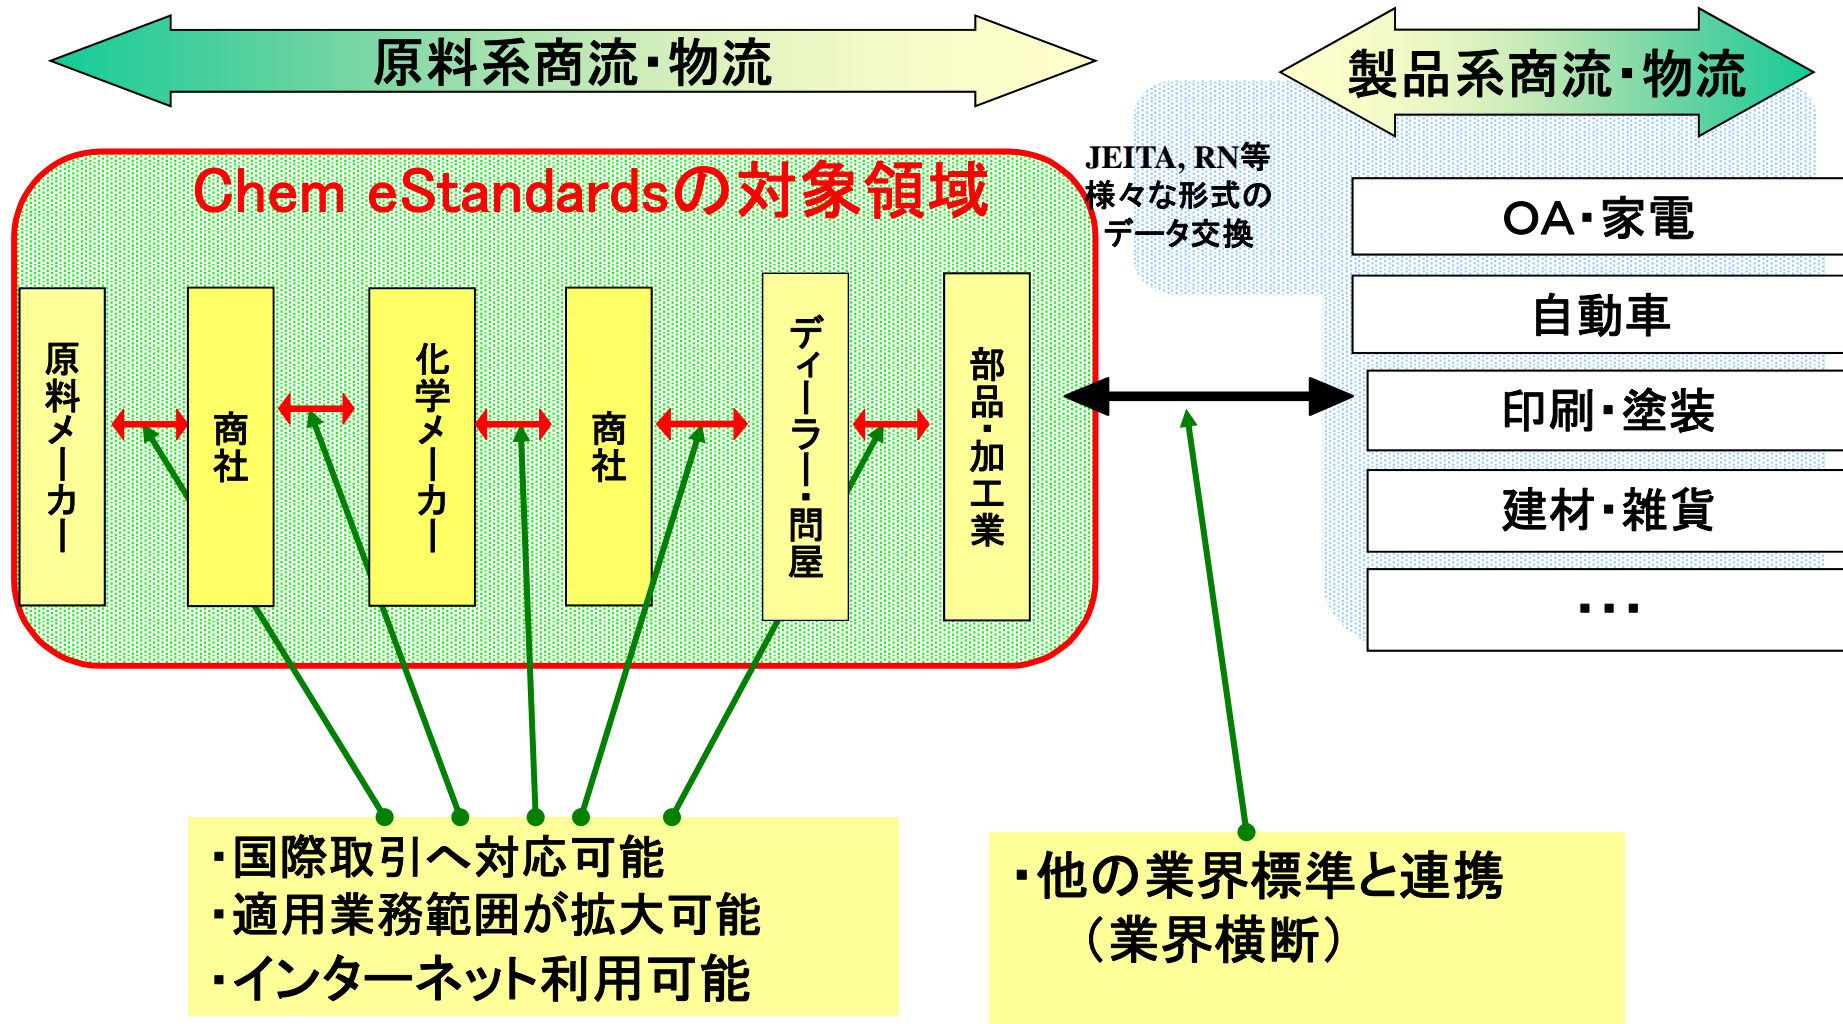 原料系商流・物流
製品系商流・物流
Chem eStandardsの対象領域
JEITA, RN等
様々な形式の
データ交換
原料メーカー
商社
化学メーカー
商社
ディーラー・問屋
部品・加工業
OA・家電
自動車
印刷・塗装
建材・雑貨
・・・
・国際取引へ対応可能
・適用業務範囲が拡大可能
・インターネット利用可能
・他の業界標準と連携
（業界横断）